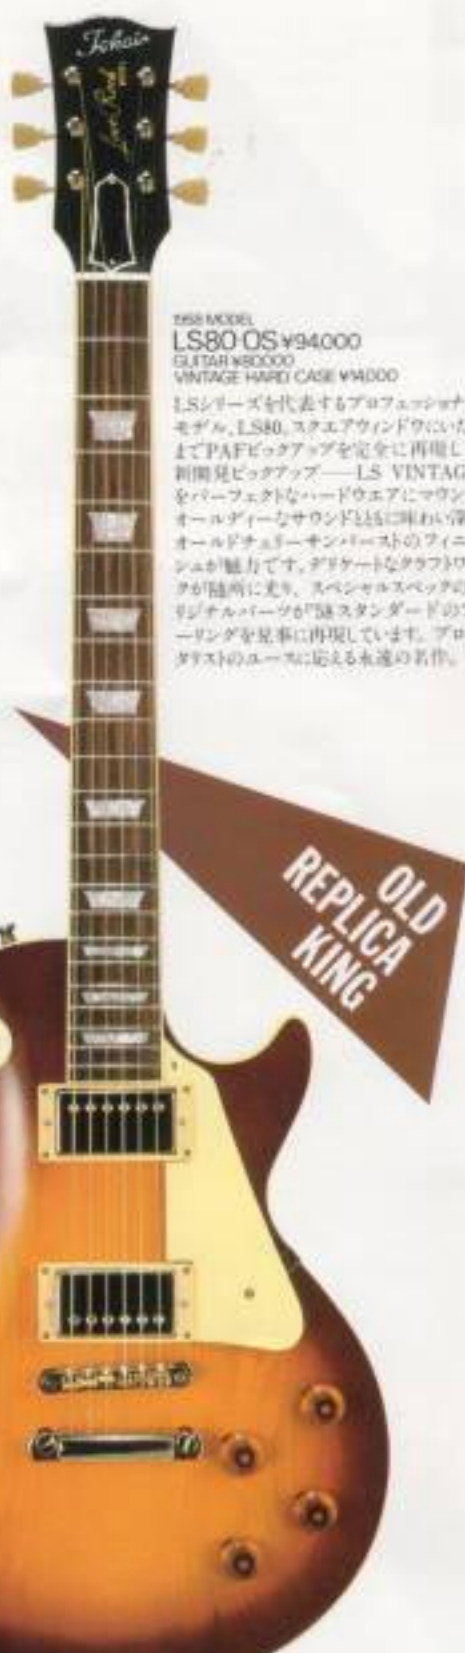 Tokai
Love Rock
1958 MODEL
LS80 OS ¥94000
GUITAR ¥80000
VINTAGE HARD CASE ¥14000
LSシリーズを代表するプロフェッショナ
モデル、LS80。スクエアウィンドウにいた
までPAFピックアップを完全に再現し
新開発ピックアップ——LS VINTAG
をパーフェクトなハードウエアにマウン
オールディーなサウンドとともに味わい深
オールドチェリーサンバーストのフィニ
シュが魅力です。デリケートなクラフトワ
クが随所に光り、スペシャルスペックの
リジナルパーツが'58スタンダードの
ーリングを見事に再現しています。プロ
タリストのユースに応える永遠の名作。
OLD
REPLICA
KING